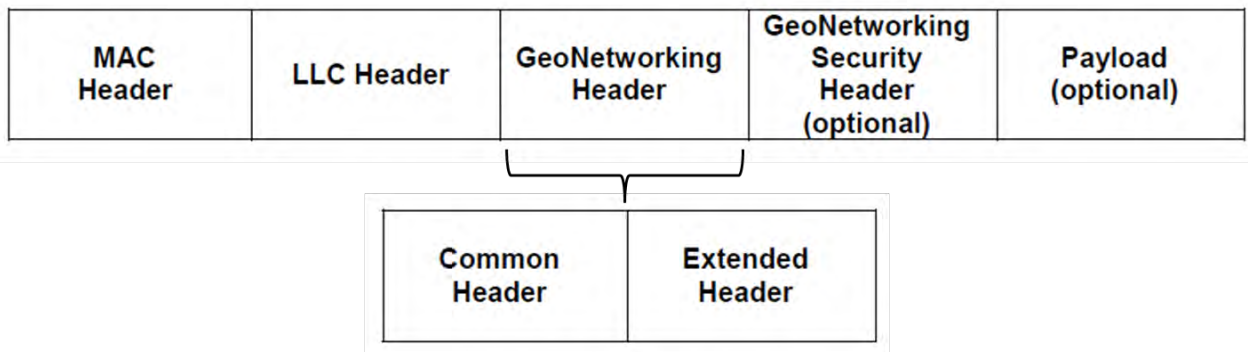 MAC
Header
LLC Header
GeoNetworking
Header
GeoNetworking
Security
Header
(optional)
Payload
(optional)
Common
Header
Extended
Header